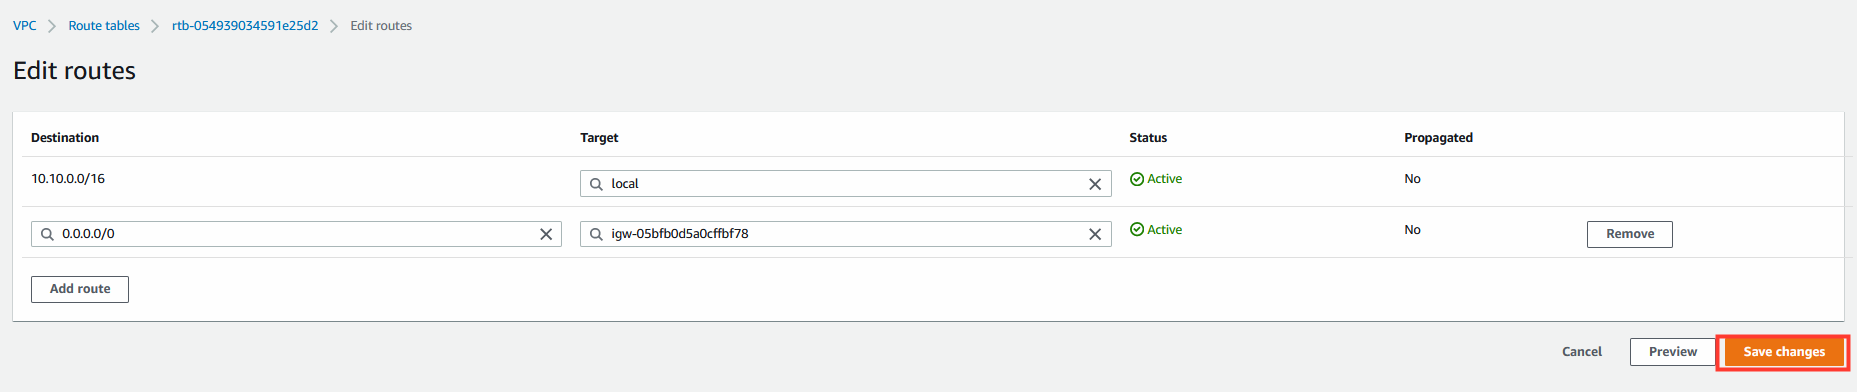 VPC > Route tables > rtb-054939034591e25d2 > Edit routes
Edit routes
Destination Target Status Propagated
10.10.0.0/16 local Active No
0.0.0.0/0 igw-05bfb0d5a0cffbf78 Active No Remove
Add route
Cancel Preview Save changes